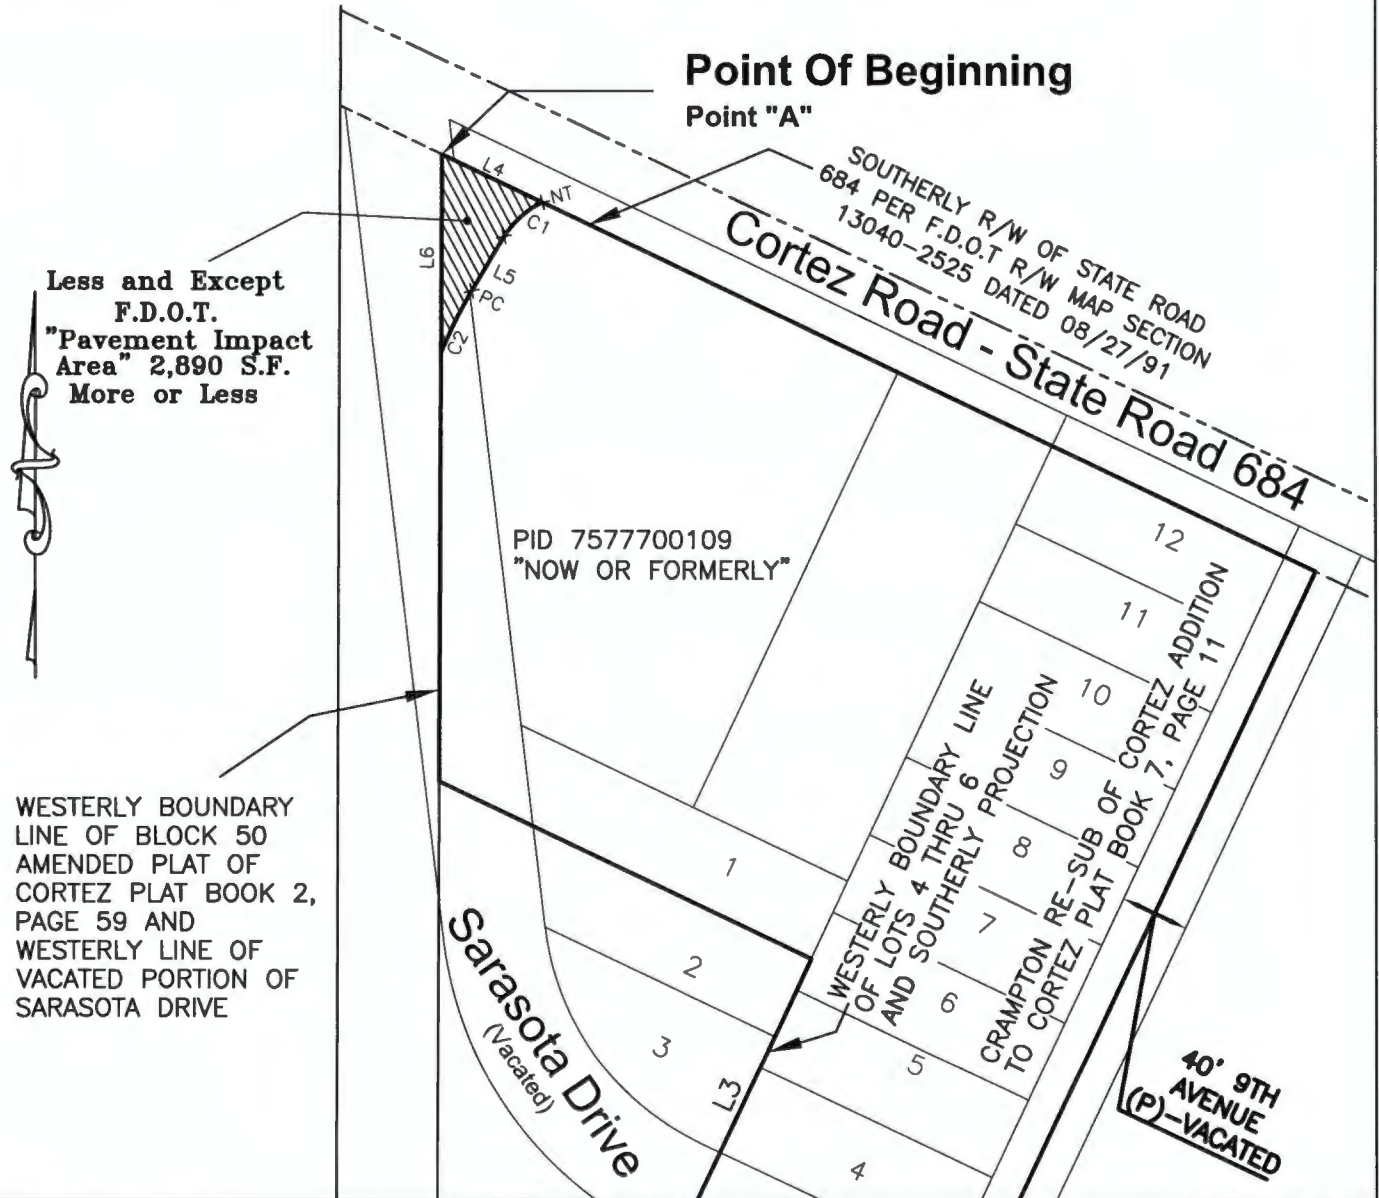 Point Of Beginning
Point "A"
SOUTHERLY R/W OF STATE ROAD
684 PER F.D.O.T R/W MAP SECTION
13040-2525 DATED 08/27/91
Cortez Road - State Road 684
L4
NT
C1
L6
L5
PC
C2
Less and Except
F.D.O.T.
"Pavement Impact
Area" 2,890 S.F.
More or Less
PID 7577700109
"NOW OR FORMERLY"
12
11
10
9
8
7
6
5
4
1
2
3
WESTERLY BOUNDARY LINE
OF LOTS 4 THRU 6
AND SOUTHERLY PROJECTION
CRAMPTON RE-SUB OF CORTEZ ADDITION
TO CORTEZ PLAT BOOK 7, PAGE 11
WESTERLY BOUNDARY
LINE OF BLOCK 50
AMENDED PLAT OF
CORTEZ PLAT BOOK 2,
PAGE 59 AND
WESTERLY LINE OF
VACATED PORTION OF
SARASOTA DRIVE
Sarasota Drive
(Vacated)
L3
40' 9TH
AVENUE
(P)-VACATED